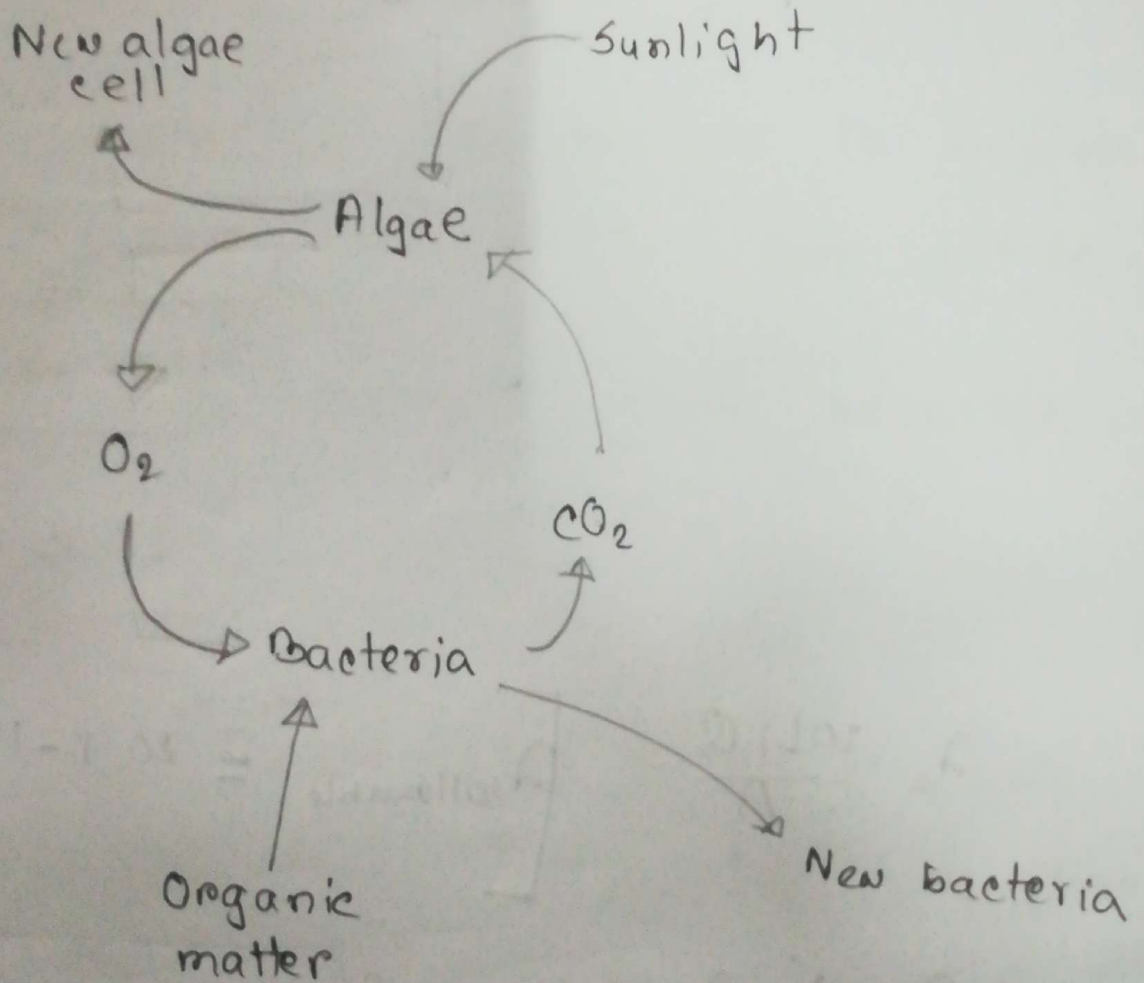 New algae
cell
Sunlight
Algae
O₂
CO₂
Bacteria
Organic
matter
New bacteria